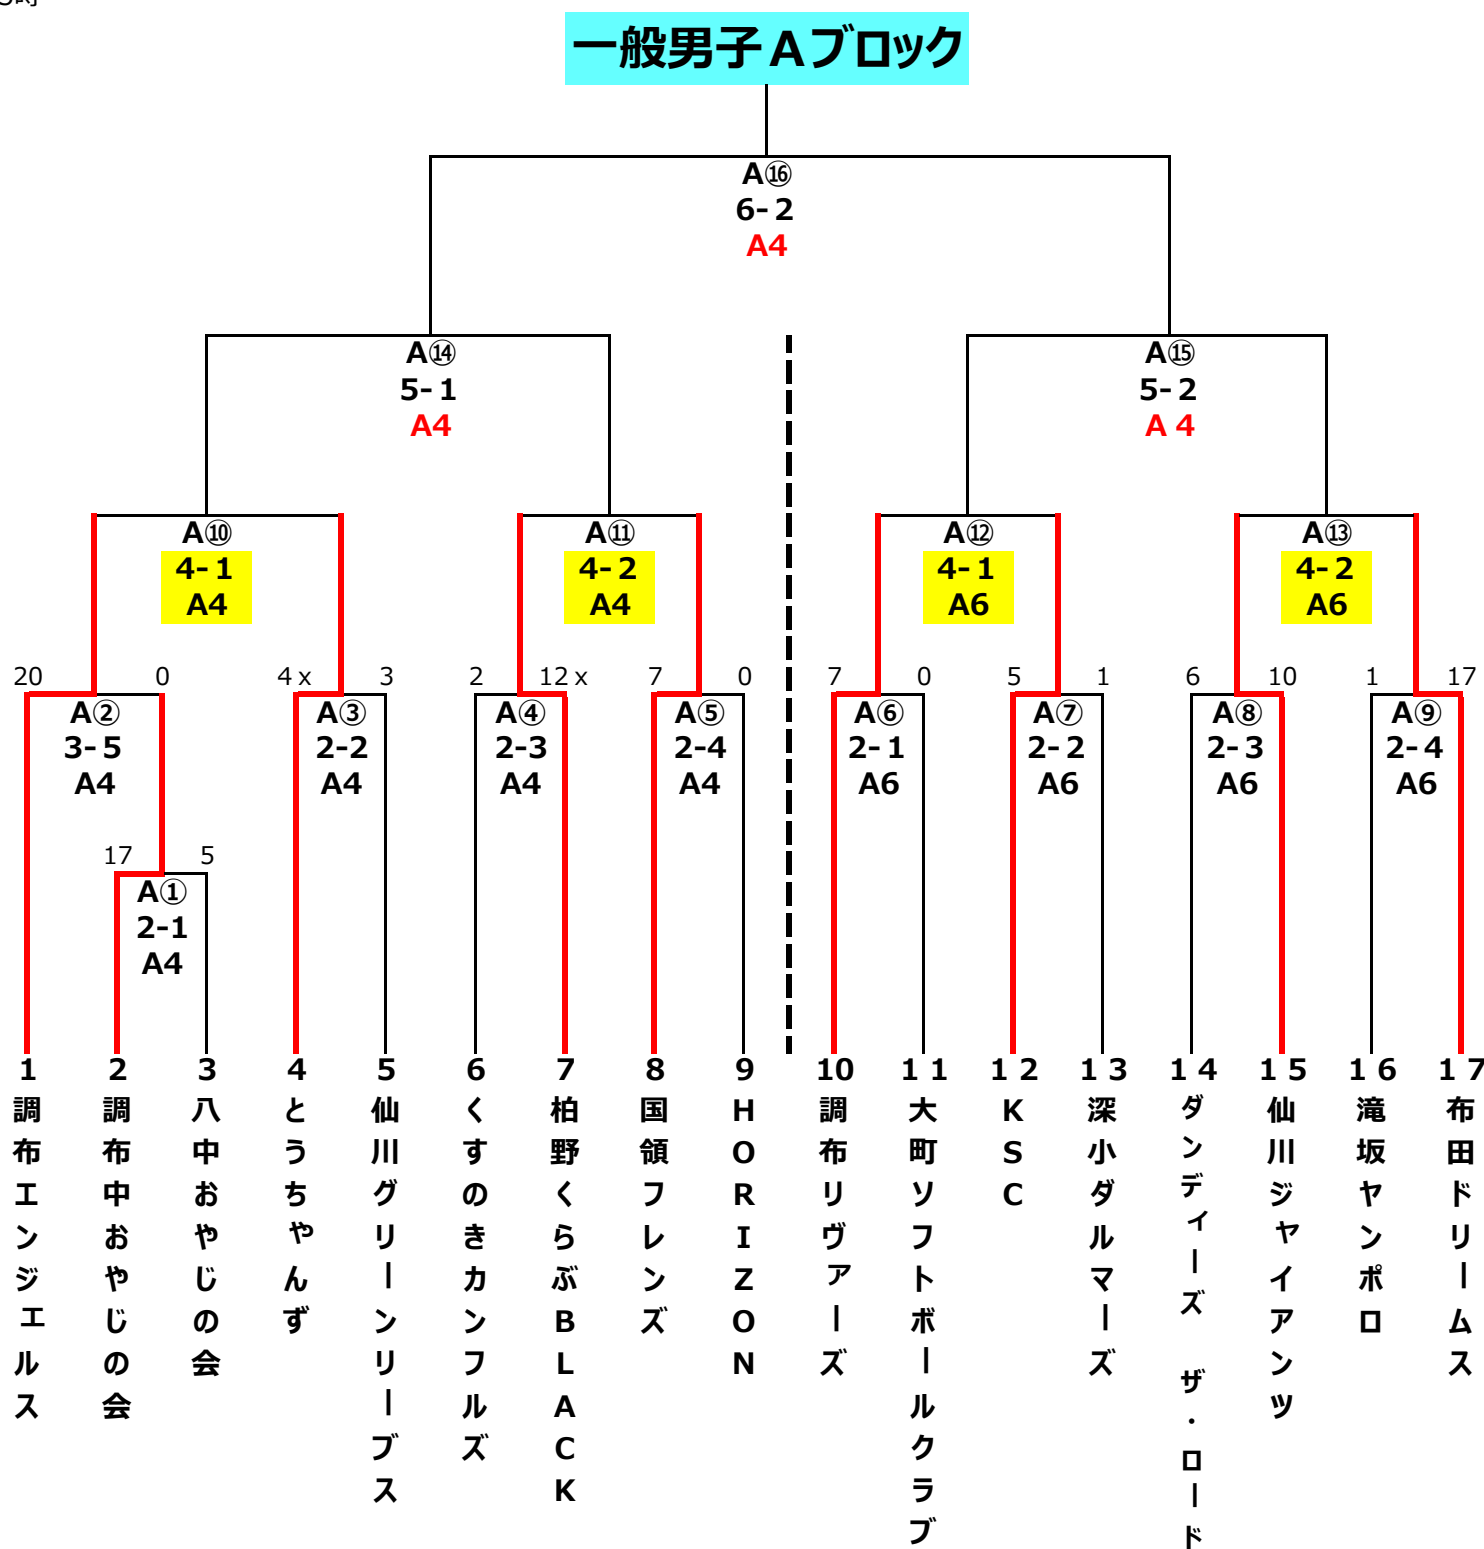 一般男子Aブロック
A⑯
6-2
A4
A⑭
5-1
A4
A⑮
5-2
A 4
A⑩
4-1
A4
A⑪
4-2
A4
A⑫
4-1
A6
A⑬
4-2
A6
20 0 4x 3 2 12x 7 0 7 0 5 1 6 10 1 17
A②
3-5
A4
A③
2-2
A4
A④
2-3
A4
A⑤
2-4
A4
A⑥
2-1
A6
A⑦
2-2
A6
A⑧
2-3
A6
A⑨
2-4
A6
17 5
A①
2-1
A4
1 調布エンジェルス
2 調布中おやじの会
3 八中おやじの会
4 とうちゃんず
5 仙川グリーンリーブス
6 くすのきカンフルズ
7 柏野くらぶBLACK
8 国領フレンズ
9 HORIZON
10 調布リヴァーズ
11 大町ソフトボールクラブ
12 KSC
13 深小ダルマーズ
14 ダンディーズ ザ・ロード
15 仙川ジャイアンツ
16 滝坂ヤンポロ
17 布田ドリームス